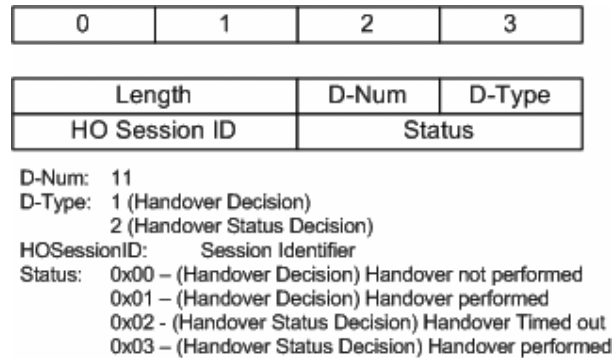 0 1 2 3
Length D-Num D-Type
HO Session ID Status
D-Num: 11
D-Type: 1 (Handover Decision)
2 (Handover Status Decision)
HOSessionID: Session Identifier
Status: 0x00 – (Handover Decision) Handover not performed
0x01 – (Handover Decision) Handover performed
0x02 - (Handover Status Decision) Handover Timed out
0x03 – (Handover Status Decision) Handover performed